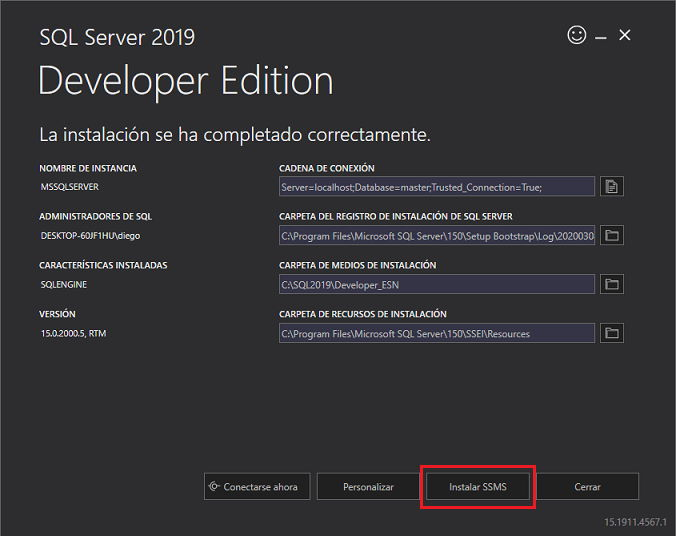 SQL Server 2019
Developer Edition
La instalación se ha completado correctamente.
NOMBRE DE INSTANCIA
MSSQLSERVER
CADENA DE CONEXIÓN
Server=localhost;Database=master;Trusted_Connection=True;
ADMINISTRADORES DE SQL
DESKTOP-60JF1HU\diego
CARPETA DEL REGISTRO DE INSTALACIÓN DE SQL SERVER
C:\Program Files\Microsoft SQL Server\150\Setup Bootstrap\Log\2020030
CARACTERÍSTICAS INSTALADAS
SQLENGINE
CARPETA DE MEDIOS DE INSTALACIÓN
C:\SQL2019\Developer_ESN
VERSIÓN
15.0.2000.5, RTM
CARPETA DE RECURSOS DE INSTALACIÓN
C:\Program Files\Microsoft SQL Server\150\SSEI\Resources
Conectarse ahora
Personalizar
Instalar SSMS
Cerrar
15.1911.4567.1